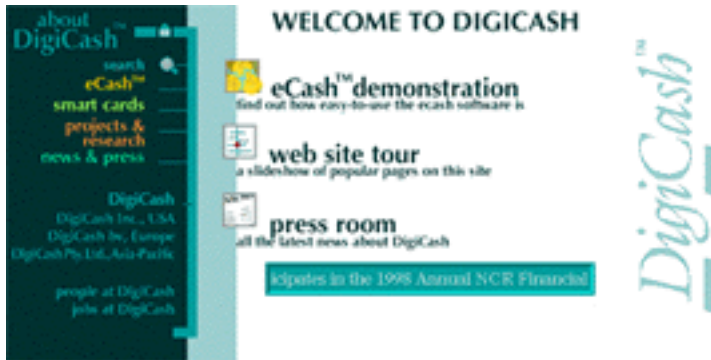 about
DigiCash™
search
eCash™
smart cards
projects &
research
news & press
DigiCash
DigiCash Inc., USA
DigiCash bv, Europe
DigiCash Pty. Ltd., Asia-Pacific
people at DigiCash
jobs at DigiCash
WELCOME TO DIGICASH
eCash™ demonstration
find out how easy-to-use the ecash software is
web site tour
a slideshow of popular pages on this site
press room
all the latest news about DigiCash
icipates in the 1998 Annual NCR Financial
DigiCash™